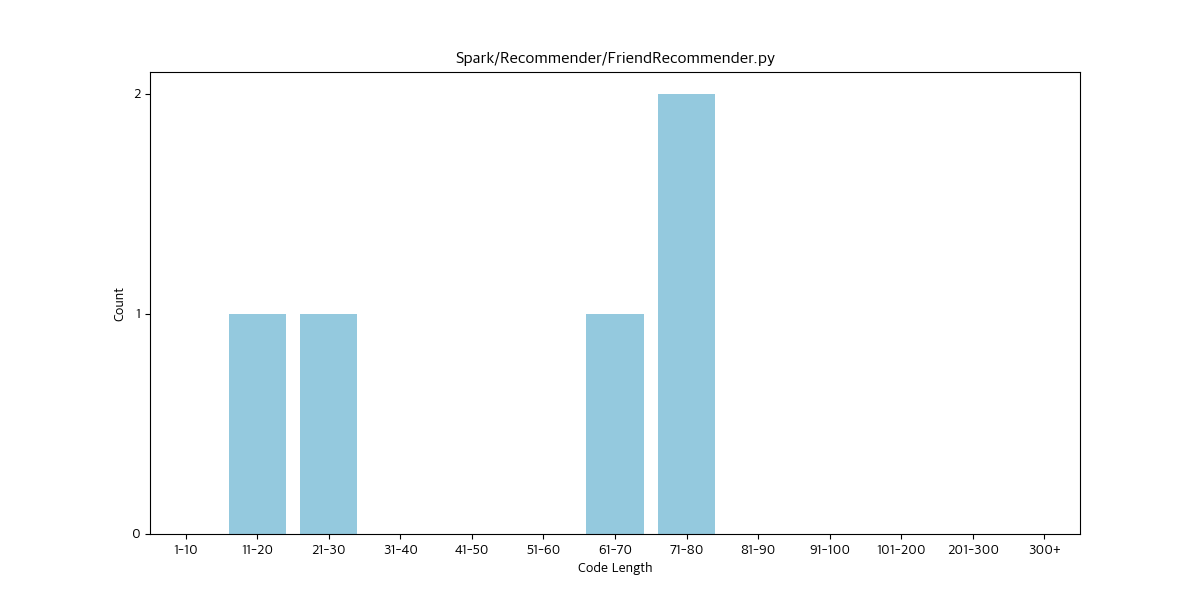 Spark/Recommender/FriendRecommender.py
2
1
0
Count
1-10 11-20 21-30 31-40 41-50 51-60 61-70 71-80 81-90 91-100 101-200 201-300 300+
Code Length